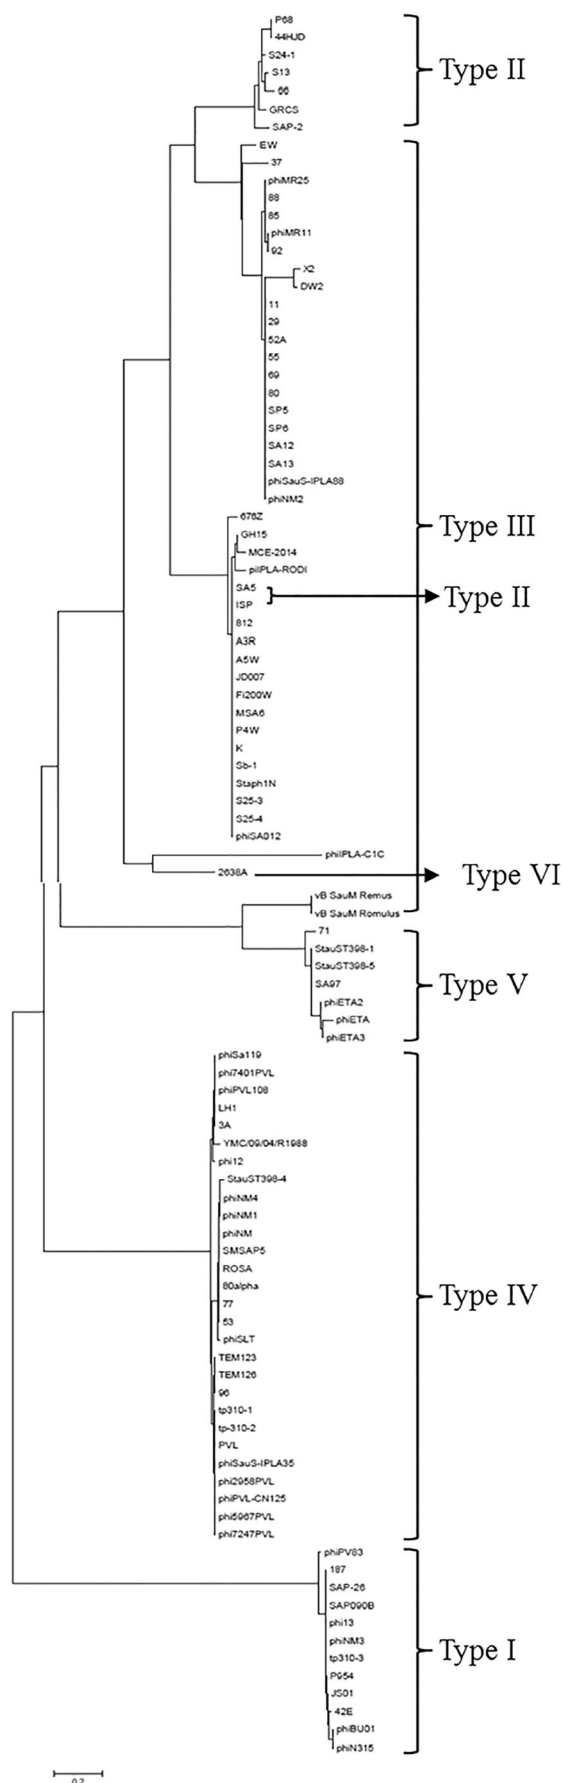 P68
44HJD
S24-1
S13
66
GRCS
SAP-2
Type II
EW
37
phiMR25
88
85
phiMR11
92
X2
DW2
11
29
52A
55
69
80
SP5
SP6
SA12
SA13
phiSauS-IPLA88
phiNM2
676Z
GH15
MCE-2014
pilPLA-RODI
SA5
ISP
812
A3R
A5W
JD007
Fi200W
MSA6
P4W
K
Sb-1
Staph1N
S25-3
S25-4
phiSA012
philPLA-C1C
2638A
vB SauM Remus
vB SauM Romulus
Type III
Type II
Type VI
71
StauST398-1
StauST398-5
SA97
phiETA2
phiETA
phiETA3
Type V
phiSa119
phi7401PVL
phiPVL108
LH1
3A
YMC/09/04/R1988
phi12
StauST398-4
phiNM4
phiNM1
phiNM
SMSAP5
ROSA
80alpha
77
53
phiSLT
TEM123
TEM126
96
tp310-1
tp-310-2
PVL
phiSauS-IPLA35
phi2958PVL
phiPVL-CN125
phi5967PVL
phi7247PVL
Type IV
phiPV83
187
SAP-26
SAP090B
phi13
phiNM3
tp310-3
P954
JS01
42E
phiBU01
phiN315
Type I
0.2